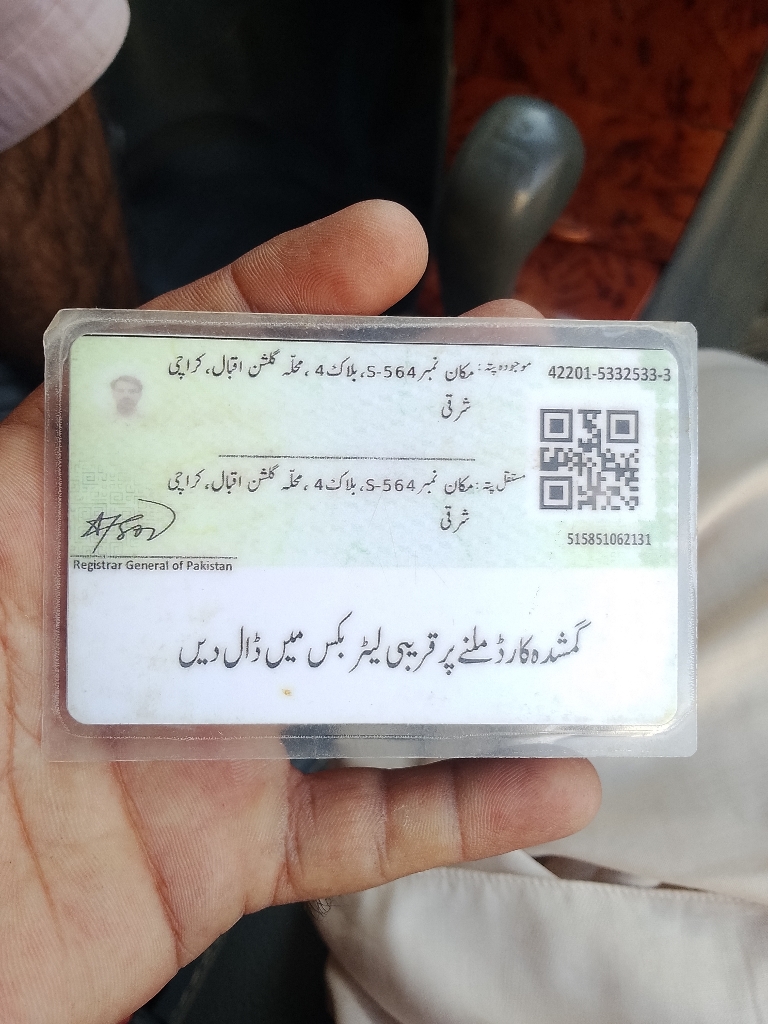 42201-5332533-3
موجودہ پتہ: مکان نمبر S-564، بلاک 4، محلّہ گلشن اقبال، کراچی
شرقی
مستقل پتہ: مکان نمبر S-564، بلاک 4، محلّہ گلشن اقبال، کراچی
شرقی
515851062131
Registrar General of Pakistan
گمشدہ کارڈ ملنے پر قریبی لیٹر بکس میں ڈال دیں